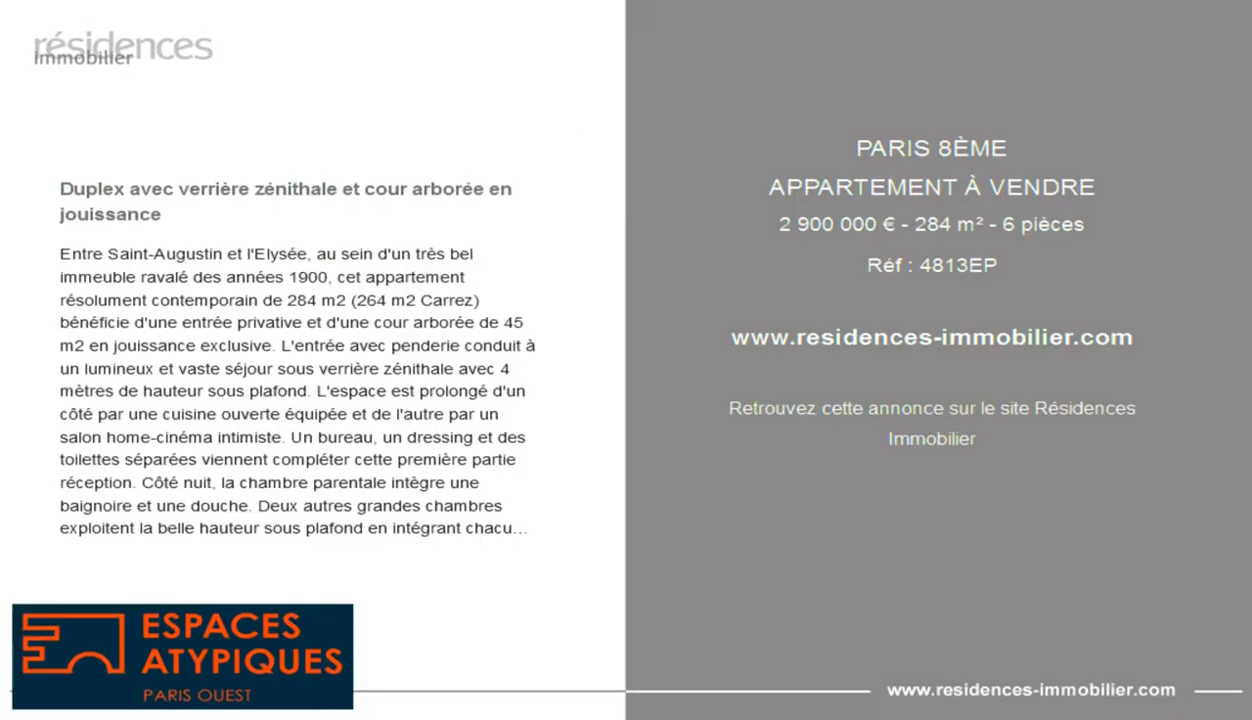 résidences
Immobilier
Duplex avec verrière zénithale et cour arborée en
jouissance
Entre Saint-Augustin et l'Elysée, au sein d'un très bel
immeuble ravalé des années 1900, cet appartement
résolument contemporain de 284 m2 (264 m2 Carrez)
bénéficie d'une entrée privative et d'une cour arborée de 45
m2 en jouissance exclusive. L'entrée avec penderie conduit à
un lumineux et vaste séjour sous verrière zénithale avec 4
mètres de hauteur sous plafond. L'espace est prolongé d'un
côté par une cuisine ouverte équipée et de l'autre par un
salon home-cinéma intimiste. Un bureau, un dressing et des
toilettes séparées viennent compléter cette première partie
réception. Côté nuit, la chambre parentale intègre une
baignoire et une douche. Deux autres grandes chambres
exploitent la belle hauteur sous plafond en intégrant chacu...
ESPACES
ATYPIQUES
PARIS OUEST
PARIS 8ÈME
APPARTEMENT À VENDRE
2 900 000 € - 284 m² - 6 pièces
Réf : 4813EP
www.residences-immobilier.com
Retrouvez cette annonce sur le site Résidences
Immobilier
www.residences-immobilier.com